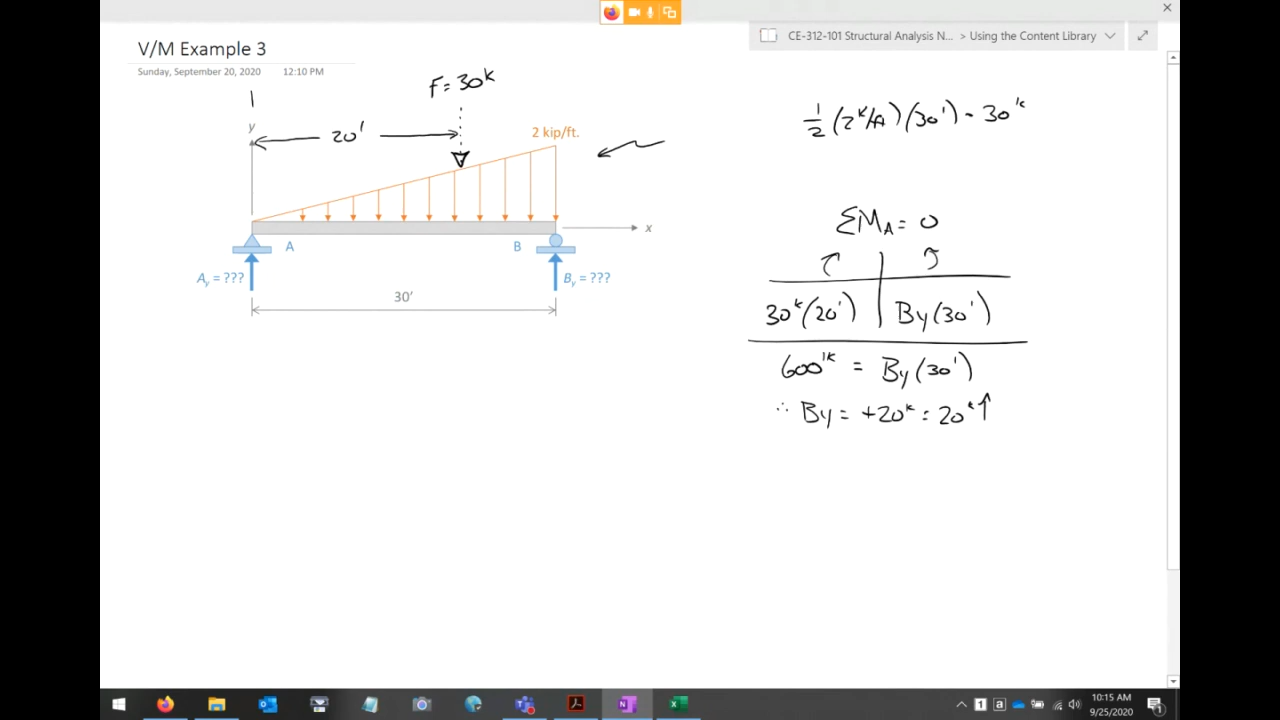 CE-312-101 Structural Analysis N... > Using the Content Library
V/M Example 3
Sunday, September 20, 2020 12:10 PM
F = 30k
y
20'
2 kip/ft.
x
A
B
Ay = ???
By = ???
30'
1/2 (2k/ft)(30') = 30k
ΣMA = 0
30k(20') | By(30')
600'k = By(30')
∴ By = +20k = 20k↑
10:15 AM
9/25/2020